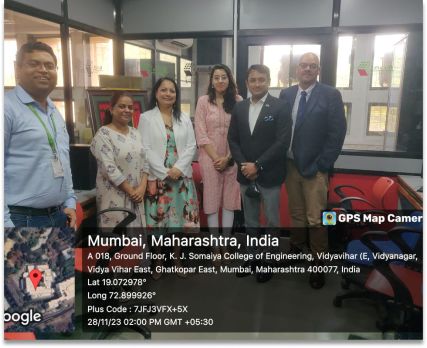 GPS Map Camer
Mumbai, Maharashtra, India
A 018, Ground Floor, K. J. Somaiya College of Engineering, Vidyavihar (E, Vidyanagar,
Vidya Vihar East, Ghatkopar East, Mumbai, Maharashtra 400077, India
Lat 19.072978°
Long 72.899926°
Plus Code : 7JFJ3VFX+5X
28/11/23 02:00 PM GMT +05:30
oogle